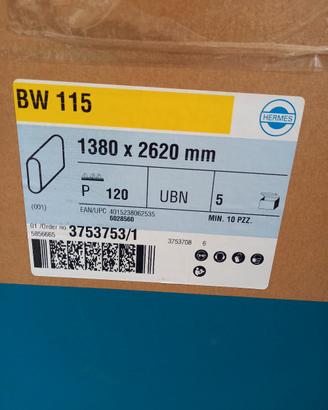 BW 115
HERMES
1380 x 2620 mm
P 120 UBN 5
(001)
EAN/UPC 4015238062535
6028560
MIN. 10 PZZ.
01 /Order no.
5856665 3753753/1
3753708 6